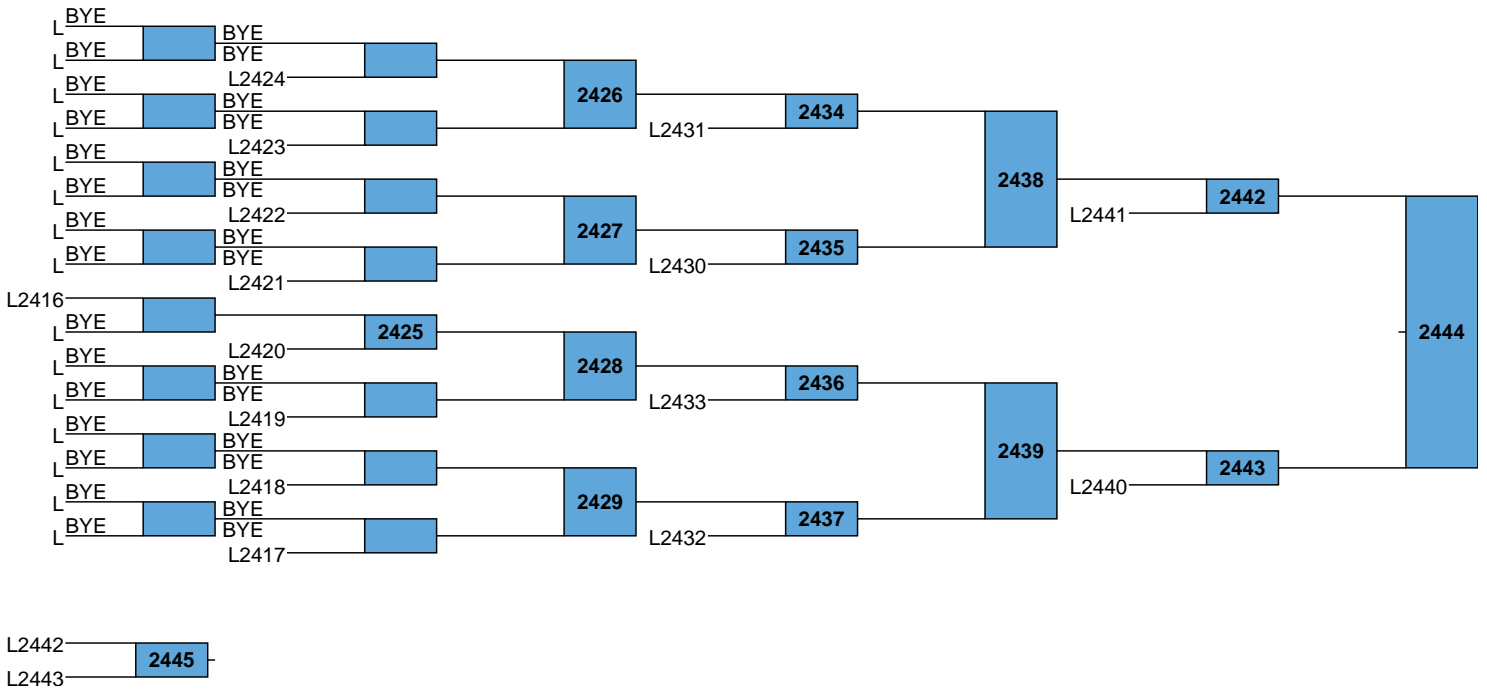 BYE
L
BYE
BYE
L
BYE
L2424
2426
BYE
L
BYE
2434
BYE
L
BYE
L2431
L2423
BYE
L
BYE
2438
BYE
L
BYE
2442
L2422
L2441
BYE
L
BYE
2427
2435
BYE
L
BYE
L2430
L2421
L2416
BYE
L
2425
2444
L2420
BYE
L
BYE
2428
2436
BYE
L
BYE
L2433
L2419
BYE
L
BYE
2439
BYE
L
BYE
2443
L2418
L2440
BYE
L
BYE
2429
2437
BYE
L
BYE
L2432
L2417
L2442
2445
L2443